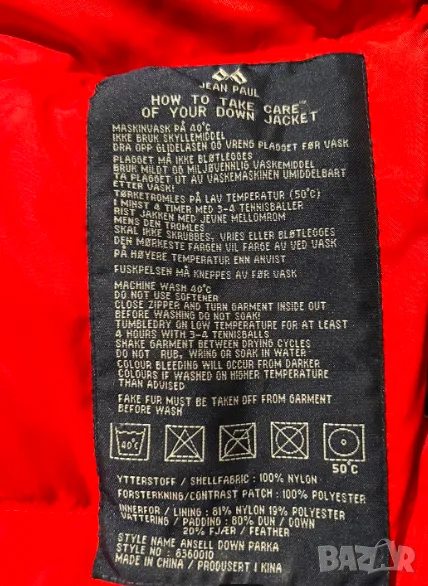 JEAN PAUL
HOW TO TAKE CARE
OF YOUR DOWN JACKET
MASKINVASK PÅ 40°C
IKKE BRUK SKYLLEMIDDEL
DRA OPP GLIDELÅSEN OG VRENG PLAGGET FØR VASK
PLAGGET MÅ IKKE BLØTLEGGES
BRUK MILDT OG MILJØVENNLIG VASKEMIDDEL
TA PLAGGET UT AV VASKEMASKINEN UMIDDELBART
ETTER VASK!
TØRKETROMLES PÅ LAV TEMPERATUR (50°C)
I MINST 4 TIMER MED 3-4 TENNISBALLER
RIST JAKKEN MED JEVNE MELLOMROM
MENS DEN TROMLES
SKAL IKKE SKRUBBES, VRIES ELLER BLØTLEGGES
DEN MØRKESTE FARGEN VIL FARGE AV VED VASK
PÅ HØYERE TEMPERATUR ENN ANVIST
FUSKPELSEN MÅ KNEPPES AV FØR VASK
MACHINE WASH 40°C
DO NOT USE SOFTENER
CLOSE ZIPPER AND TURN GARMENT INSIDE OUT
BEFORE WASHING DO NOT SOAK!
TUMBLEDRY ON LOW TEMPERATURE FOR AT LEAST
4 HOURS WITH 3-4 TENNISBALLS
SHAKE GARMENT BETWEEN DRYING CYCLES
DO NOT RUB, WRING OR SOAK IN WATER
COLOUR BLEEDING WILL OCCUR FROM DARKER
COLOURS IF WASHED ON HIGHER TEMPERATURE
THAN ADVISED
FAKE FUR MUST BE TAKEN OFF FROM GARMENT
BEFORE WASH
40°C
50°C
YTTERSTOFF / SHELLFABRIC : 100% NYLON
FORSTERKNING/CONTRAST PATCH : 100% POLYESTER
INNERFOR / LINING : 81% NYLON 19% POLYESTER
VATTERING / PADDING : 80% DUN / DOWN
20% FJÆR / FEATHER
STYLE NAME ANSELL DOWN PARKA
STYLE NO : 6360010
MADE IN CHINA / PRODUSERT I KINA
BAZAR